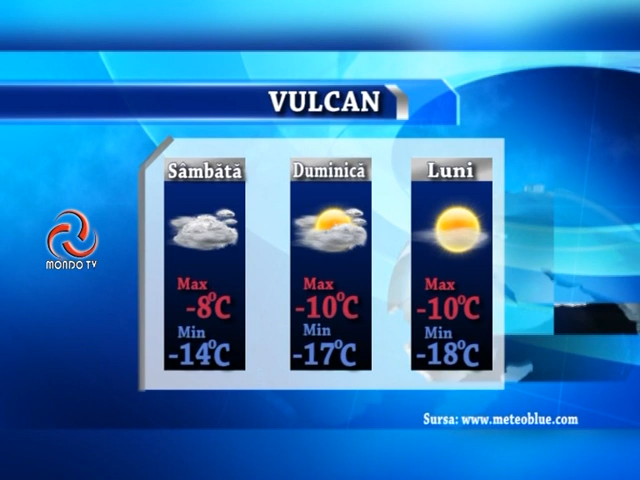 VULCAN
Sâmbătă
Duminică
Luni
Max
-8°C
Min
-14°C
Max
-10°C
Min
-17°C
Max
-10°C
Min
-18°C
MONDO TV
Sursa: www.meteoblue.com